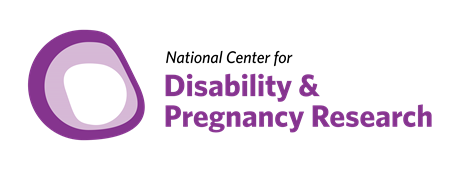 National Center for
Disability &
Pregnancy Research